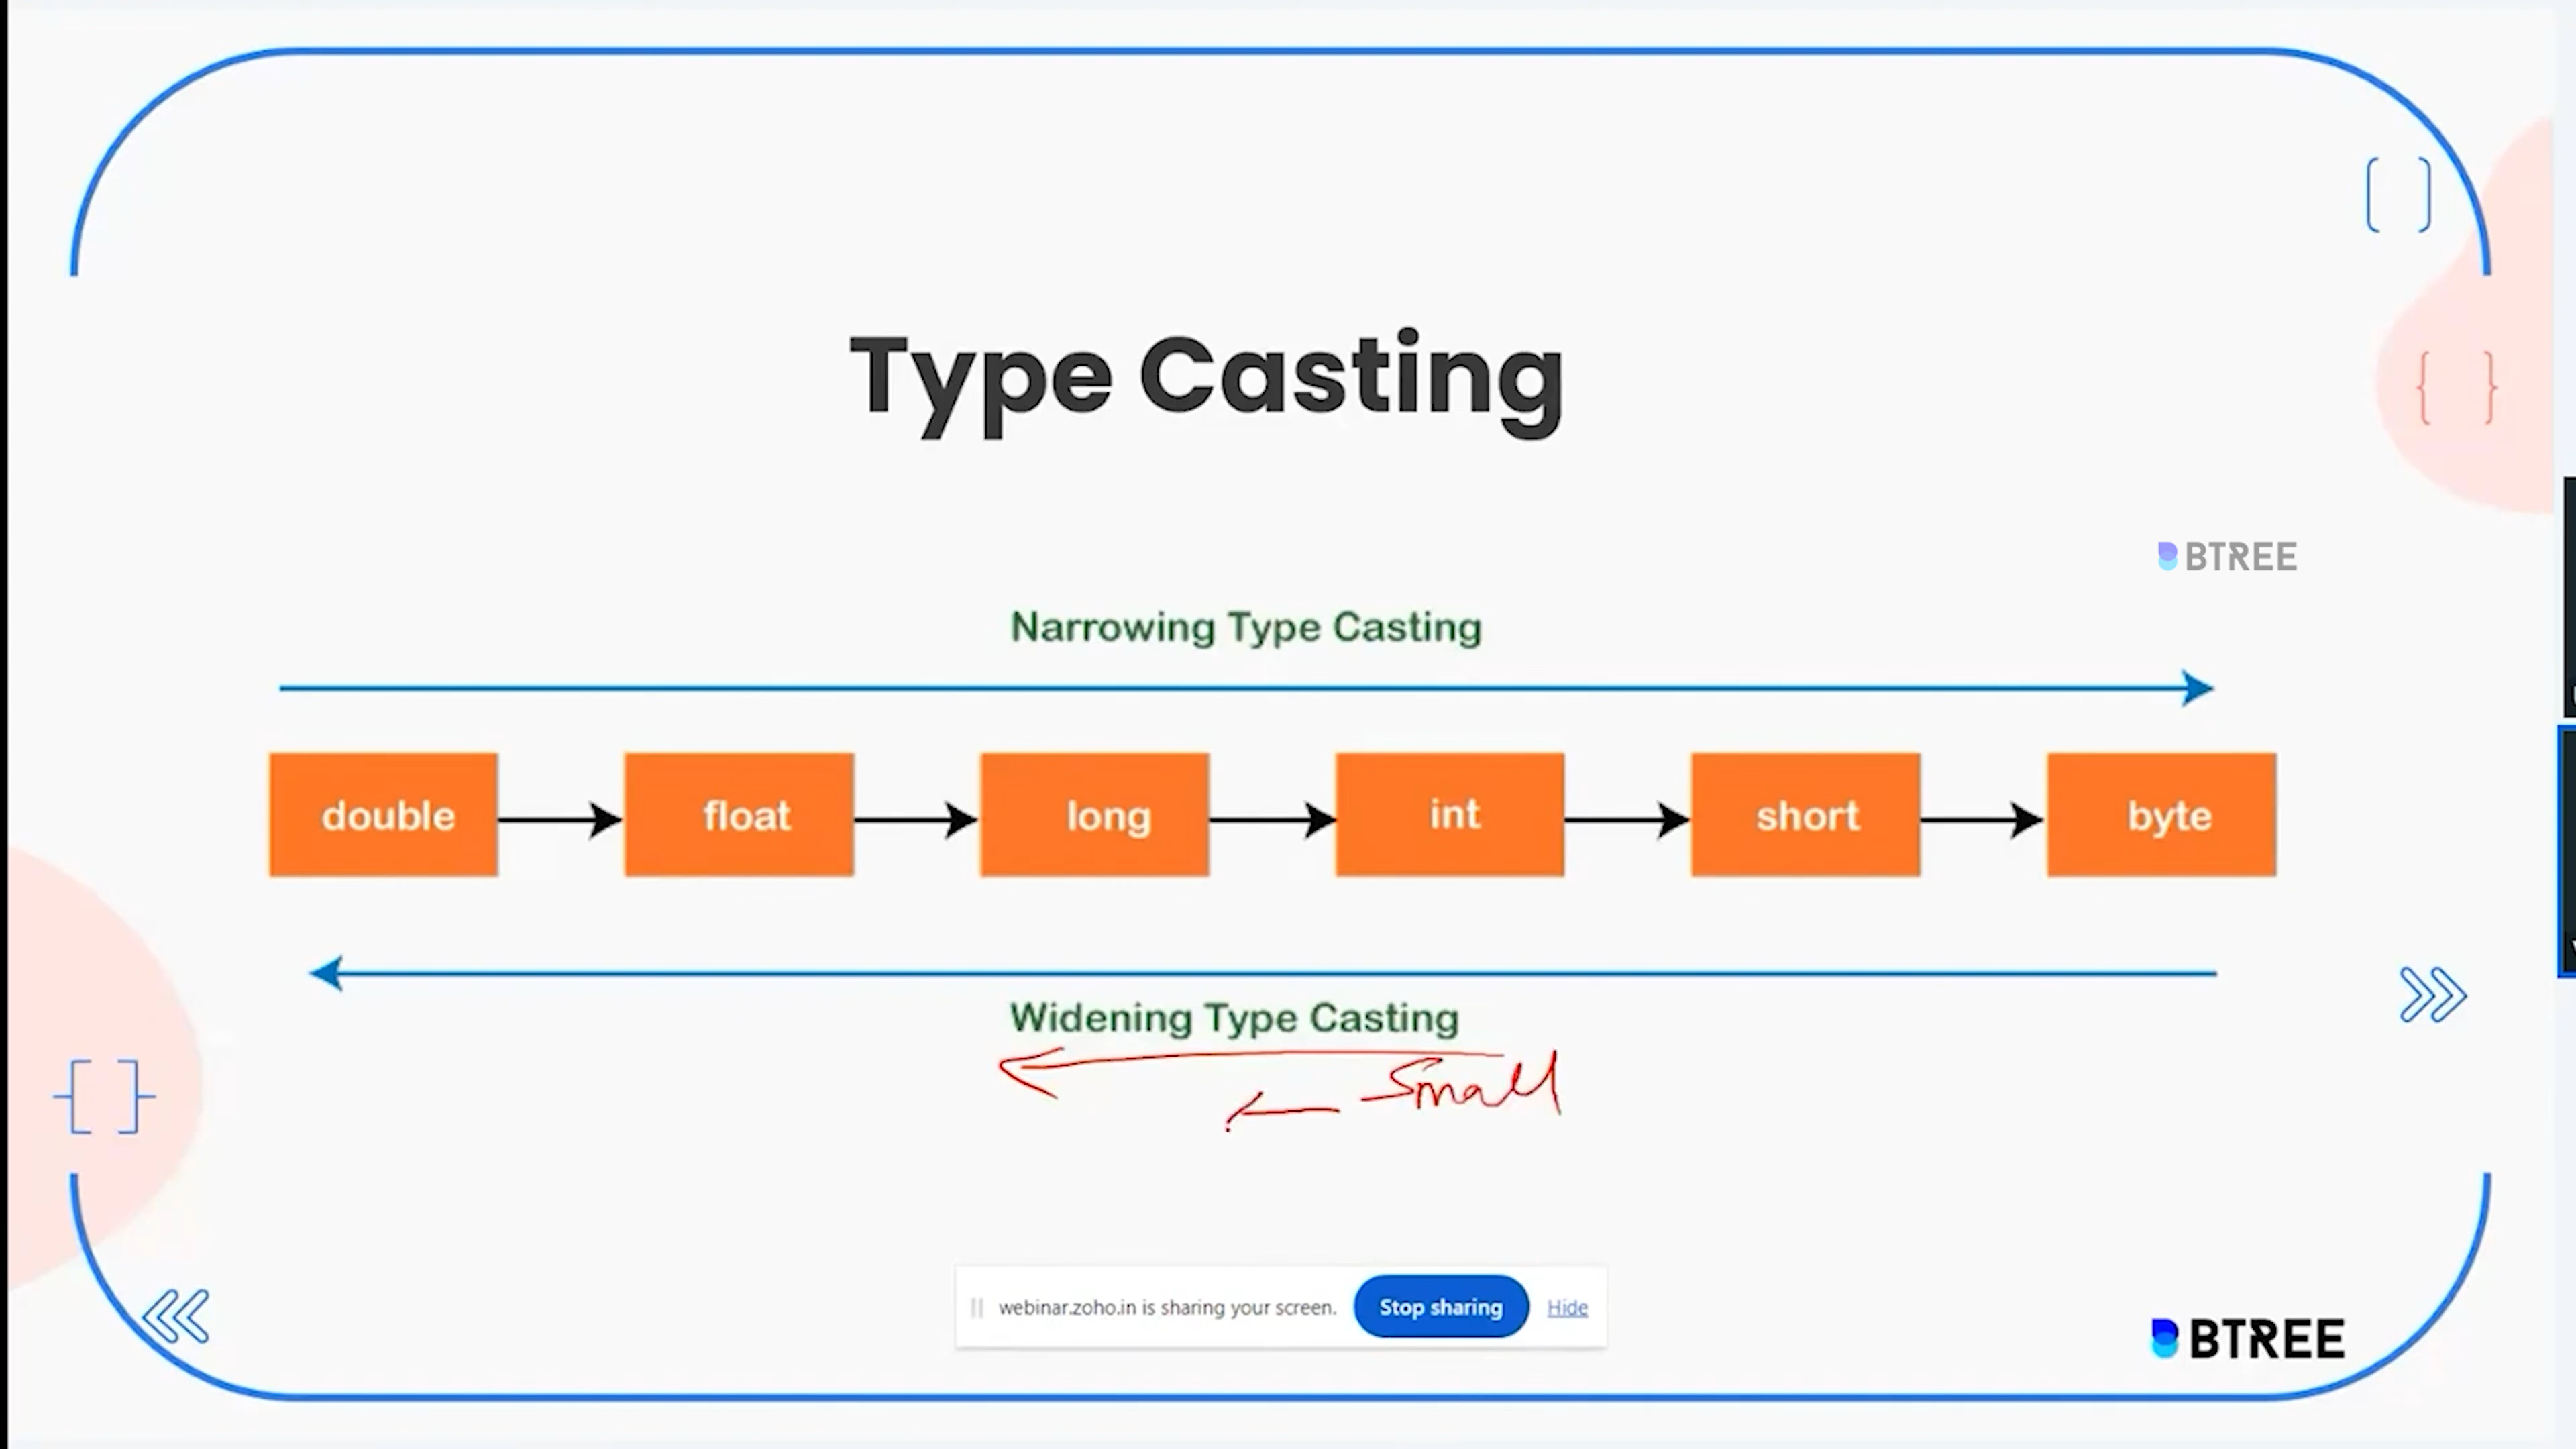 Type Casting
BTREE
Narrowing Type Casting
double float long int short byte
Widening Type Casting
Small
webinar.zoho.in is sharing your screen. Stop sharing Hide
BTREE